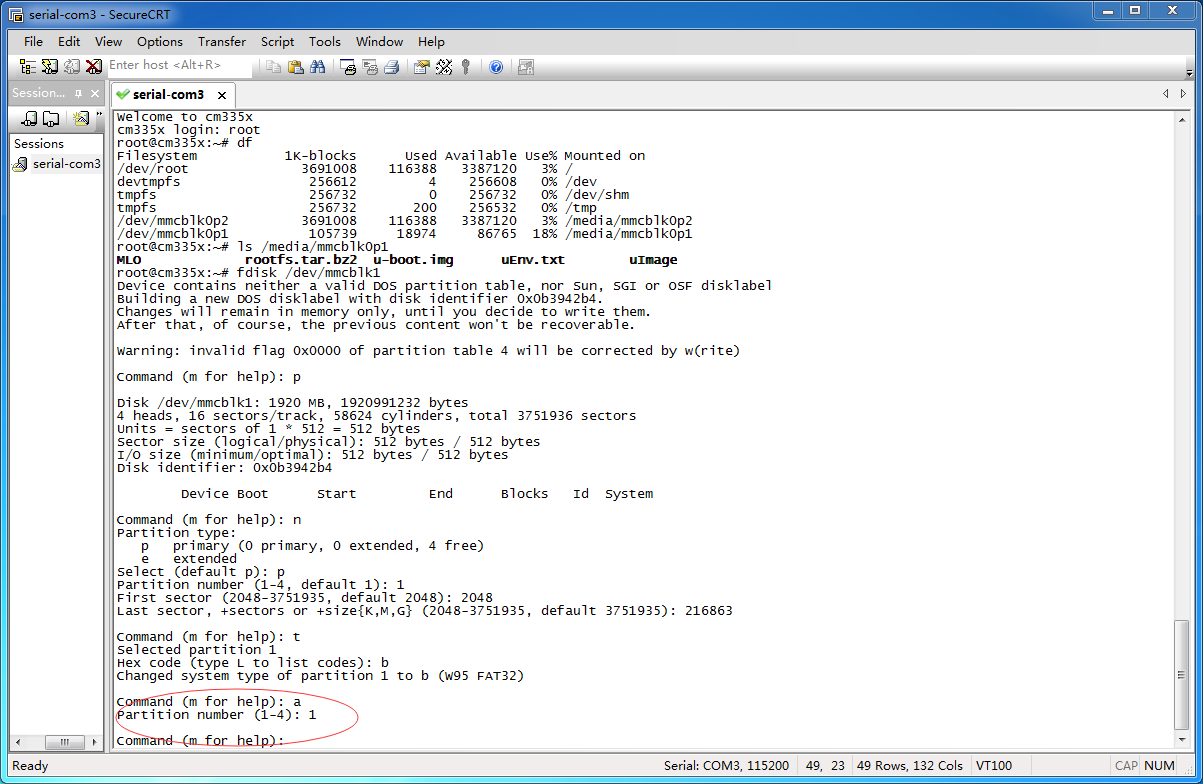 serial-com3 - SecureCRT
File Edit View Options Transfer Script Tools Window Help
Enter host <Alt+R>
Session...
serial-com3
Sessions
serial-com3
Welcome to cm335x
cm335x login: root
root@cm335x:~# df
Filesystem 1K-blocks Used Available Use% Mounted on
/dev/root 3691008 116388 3387120 3% /
devtmpfs 256612 4 256608 0% /dev
tmpfs 256732 0 256732 0% /dev/shm
tmpfs 256732 200 256532 0% /tmp
/dev/mmcblk0p2 3691008 116388 3387120 3% /media/mmcblk0p2
/dev/mmcblk0p1 105739 18974 86765 18% /media/mmcblk0p1
root@cm335x:~# ls /media/mmcblk0p1
MLO rootfs.tar.bz2 u-boot.img uEnv.txt uImage
root@cm335x:~# fdisk /dev/mmcblk1
Device contains neither a valid DOS partition table, nor Sun, SGI or OSF disklabel
Building a new DOS disklabel with disk identifier 0x0b3942b4.
Changes will remain in memory only, until you decide to write them.
After that, of course, the previous content won't be recoverable.
Warning: invalid flag 0x0000 of partition table 4 will be corrected by w(rite)
Command (m for help): p
Disk /dev/mmcblk1: 1920 MB, 1920991232 bytes
4 heads, 16 sectors/track, 58624 cylinders, total 3751936 sectors
Units = sectors of 1 * 512 = 512 bytes
Sector size (logical/physical): 512 bytes / 512 bytes
I/O size (minimum/optimal): 512 bytes / 512 bytes
Disk identifier: 0x0b3942b4
Device Boot Start End Blocks Id System
Command (m for help): n
Partition type:
p primary (0 primary, 0 extended, 4 free)
e extended
Select (default p): p
Partition number (1-4, default 1): 1
First sector (2048-3751935, default 2048): 2048
Last sector, +sectors or +size{K,M,G} (2048-3751935, default 3751935): 216863
Command (m for help): t
Selected partition 1
Hex code (type L to list codes): b
Changed system type of partition 1 to b (W95 FAT32)
Command (m for help): a
Partition number (1-4): 1
Command (m for help):
Ready Serial: COM3, 115200 49, 23 49 Rows, 132 Cols VT100 CAP NUM